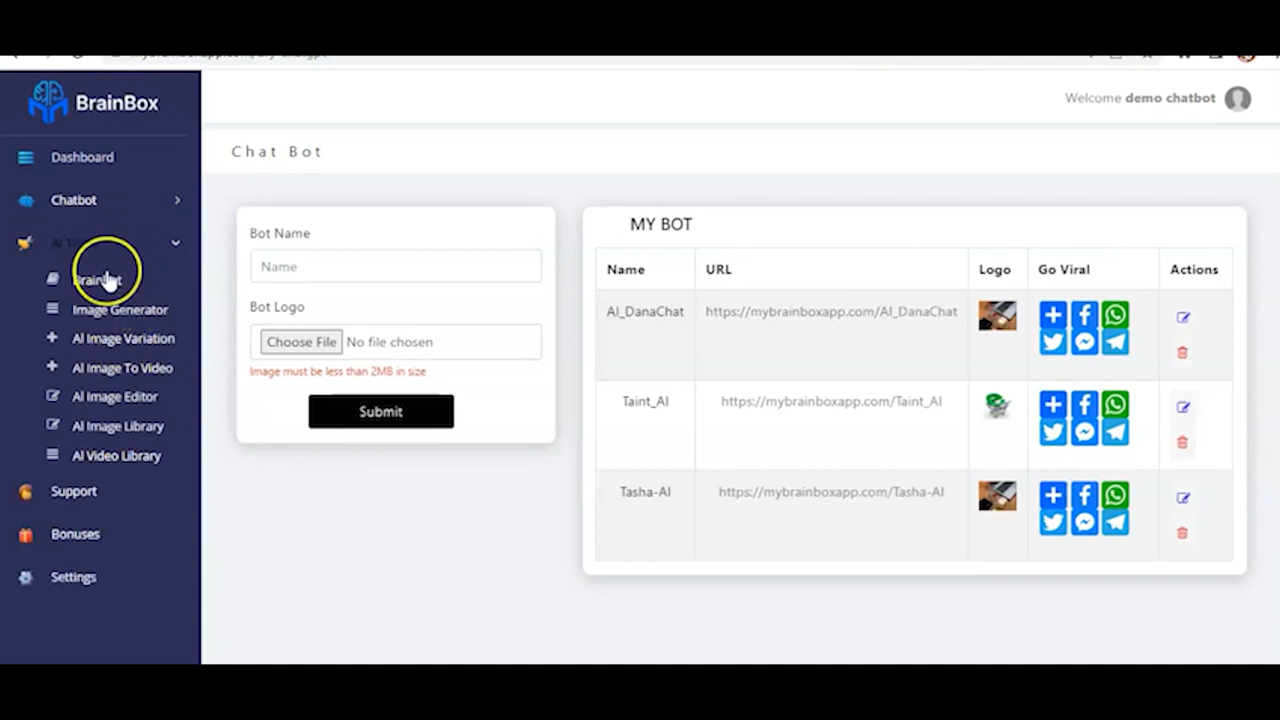 BrainBox
Welcome demo chatbot
Dashboard
Chat Bot
Chatbot
Image Generator
AI Image Variation
AI Image To Video
AI Image Editor
AI Image Library
AI Video Library
Support
Bonuses
Settings
Bot Name
Name
Bot Logo
Choose File No file chosen
Image must be less than 2MB in size
Submit
MY BOT
Name URL Logo Go Viral Actions
AI_DanaChat https://mybrainboxapp.com/AI_DanaChat
Taint_AI https://mybrainboxapp.com/Taint_AI
Tasha-AI https://mybrainboxapp.com/Tasha-AI